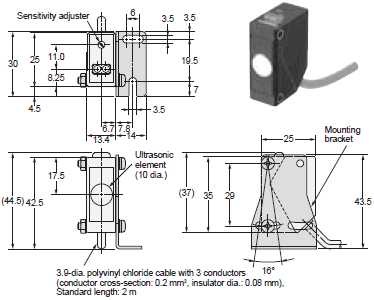 Sensitivity adjuster
6
3.5
3.5
30
25
11.0
8.25
4.5
19.5
7
3.5
6.7
7.8
13.4
14
Ultrasonic
element
(10 dia.)
17.5
(44.5)
42.5
25
Mounting
bracket
(37)
35
29
43.5
16°
3.9-dia. polyvinyl chloride cable with 3 conductors
(conductor cross-section: 0.2 mm², insulator dia.: 0.08 mm),
Standard length: 2 m